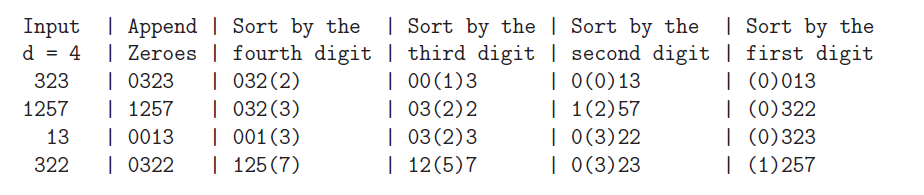 Input | Append | Sort by the | Sort by the | Sort by the | Sort by the
d = 4 | Zeroes | fourth digit | third digit | second digit | first digit
323 | 0323 | 032(2) | 00(1)3 | 0(0)13 | (0)013
1257 | 1257 | 032(3) | 03(2)2 | 1(2)57 | (0)322
13 | 0013 | 001(3) | 03(2)3 | 0(3)22 | (0)323
322 | 0322 | 125(7) | 12(5)7 | 0(3)23 | (1)257